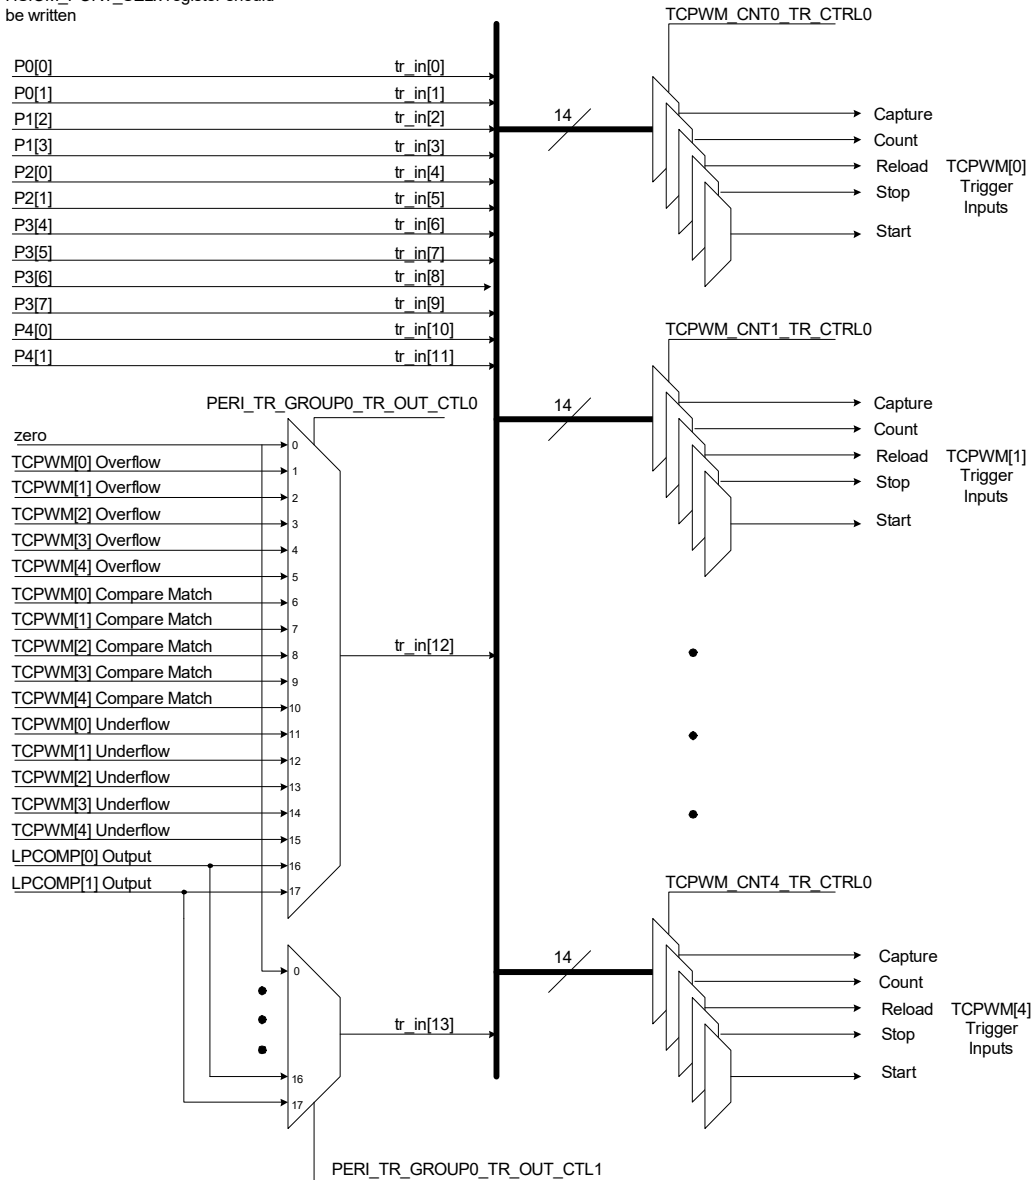 be written
TCPWM_CNT0_TR_CTRL0
P0[0] tr_in[0]
P0[1] tr_in[1]
P1[2] tr_in[2]
P1[3] tr_in[3]
P2[0] tr_in[4]
P2[1] tr_in[5]
P3[4] tr_in[6]
P3[5] tr_in[7]
P3[6] tr_in[8]
P3[7] tr_in[9]
P4[0] tr_in[10]
P4[1] tr_in[11]
14
Capture
Count
Reload
Stop
Start
TCPWM[0]
Trigger
Inputs
TCPWM_CNT1_TR_CTRL0
14
Capture
Count
Reload
Stop
Start
TCPWM[1]
Trigger
Inputs
PERI_TR_GROUP0_TR_OUT_CTL0
zero 0
TCPWM[0] Overflow 1
TCPWM[1] Overflow 2
TCPWM[2] Overflow 3
TCPWM[3] Overflow 4
TCPWM[4] Overflow 5
TCPWM[0] Compare Match 6
TCPWM[1] Compare Match 7
TCPWM[2] Compare Match 8
TCPWM[3] Compare Match 9
TCPWM[4] Compare Match 10
TCPWM[0] Underflow 11
TCPWM[1] Underflow 12
TCPWM[2] Underflow 13
TCPWM[3] Underflow 14
TCPWM[4] Underflow 15
LPCOMP[0] Output 16
LPCOMP[1] Output 17
tr_in[12]
TCPWM_CNT4_TR_CTRL0
14
Capture
Count
Reload
Stop
Start
TCPWM[4]
Trigger
Inputs
0
16
17
tr_in[13]
PERI_TR_GROUP0_TR_OUT_CTL1